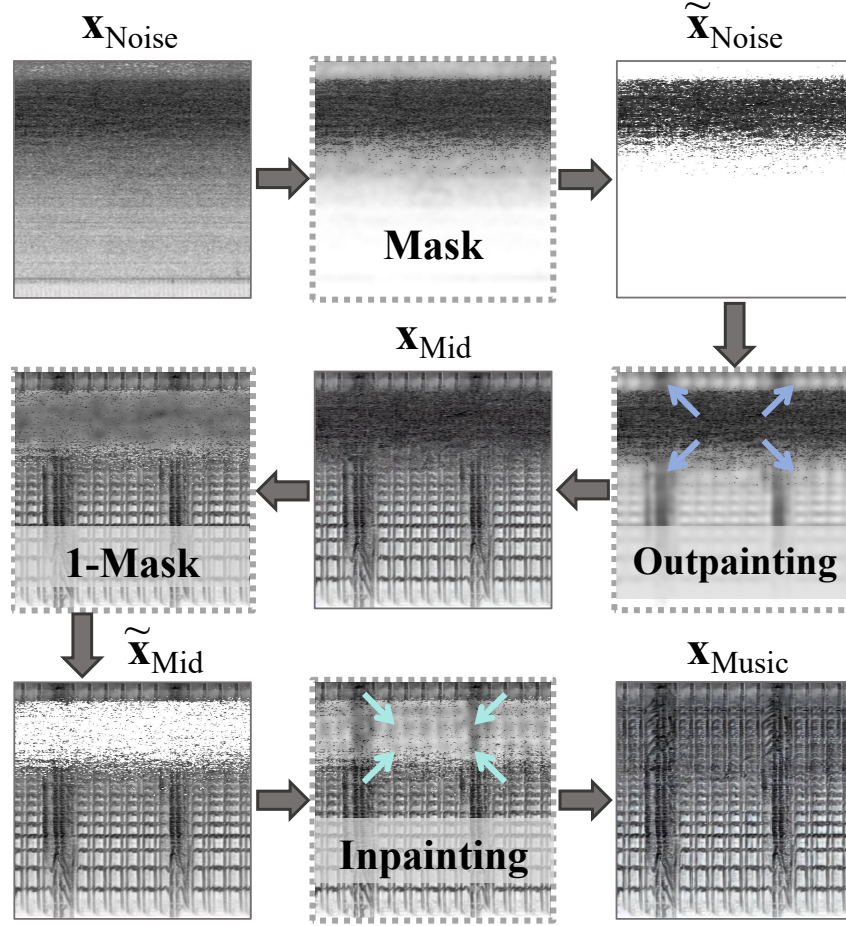 x_Noise
x̃_Noise
Mask
x_Mid
1-Mask
Outpainting
x̃_Mid
x_Music
Inpainting